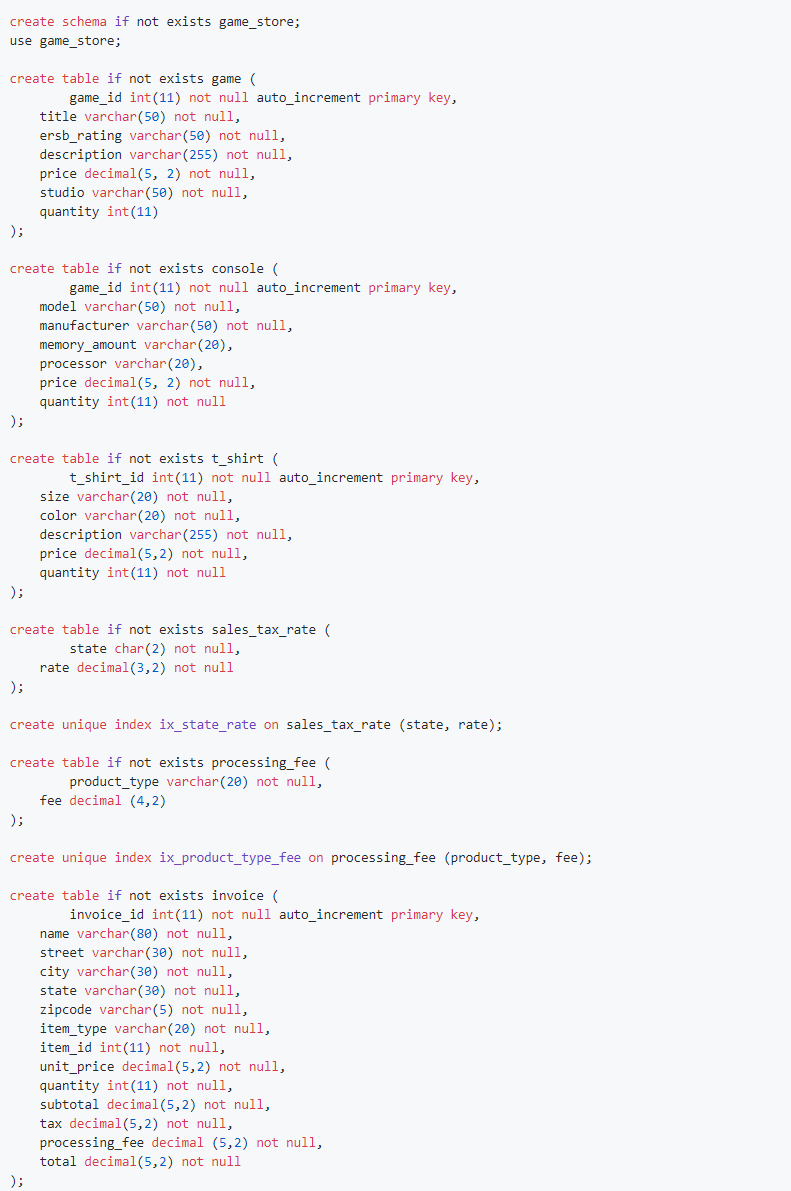 create schema if not exists game_store;
use game_store;
create table if not exists game (
game_id int(11) not null auto_increment primary key,
title varchar(50) not null,
ersb_rating varchar(50) not null,
description varchar(255) not null,
price decimal(5, 2) not null,
studio varchar(50) not null,
quantity int(11)
);
create table if not exists console (
game_id int(11) not null auto_increment primary key,
model varchar(50) not null,
manufacturer varchar(50) not null,
memory_amount varchar(20),
processor varchar(20),
price decimal(5, 2) not null,
quantity int(11) not null
);
create table if not exists t_shirt (
t_shirt_id int(11) not null auto_increment primary key,
size varchar(20) not null,
color varchar(20) not null,
description varchar(255) not null,
price decimal(5,2) not null,
quantity int(11) not null
);
create table if not exists sales_tax_rate (
state char(2) not null,
rate decimal(3,2) not null
);
create unique index ix_state_rate on sales_tax_rate (state, rate);
create table if not exists processing_fee (
product_type varchar(20) not null,
fee decimal (4,2)
);
create unique index ix_product_type_fee on processing_fee (product_type, fee);
create table if not exists invoice (
invoice_id int(11) not null auto_increment primary key,
name varchar(80) not null,
street varchar(30) not null,
city varchar(30) not null,
state varchar(30) not null,
zipcode varchar(5) not null,
item_type varchar(20) not null,
item_id int(11) not null,
unit_price decimal(5,2) not null,
quantity int(11) not null,
subtotal decimal(5,2) not null,
tax decimal(5,2) not null,
processing_fee decimal (5,2) not null,
total decimal(5,2) not null
);